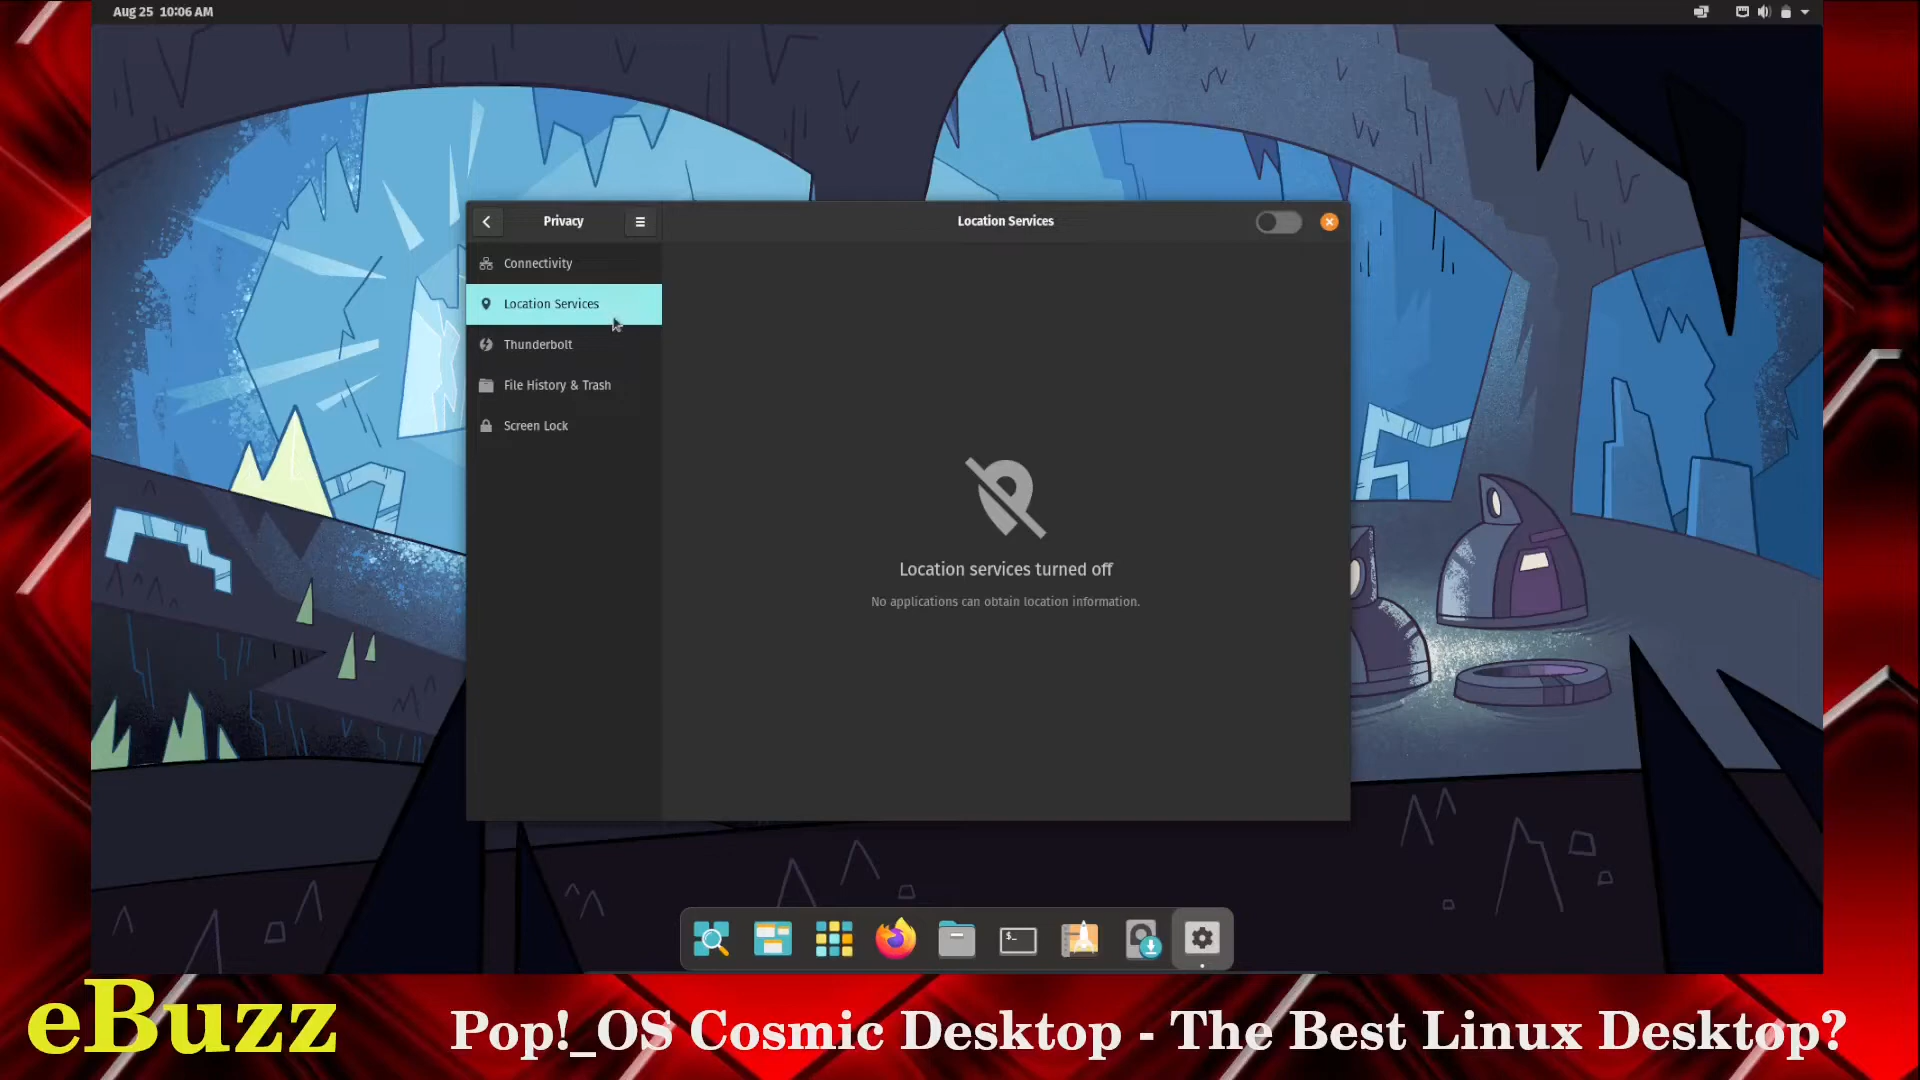 Aug 25 10:06 AM
Privacy
Location Services
Connectivity
Location Services
Thunderbolt
File History & Trash
Screen Lock
Location services turned off
No applications can obtain location information.
$_
eBuzz
Pop!_OS Cosmic Desktop - The Best Linux Desktop?